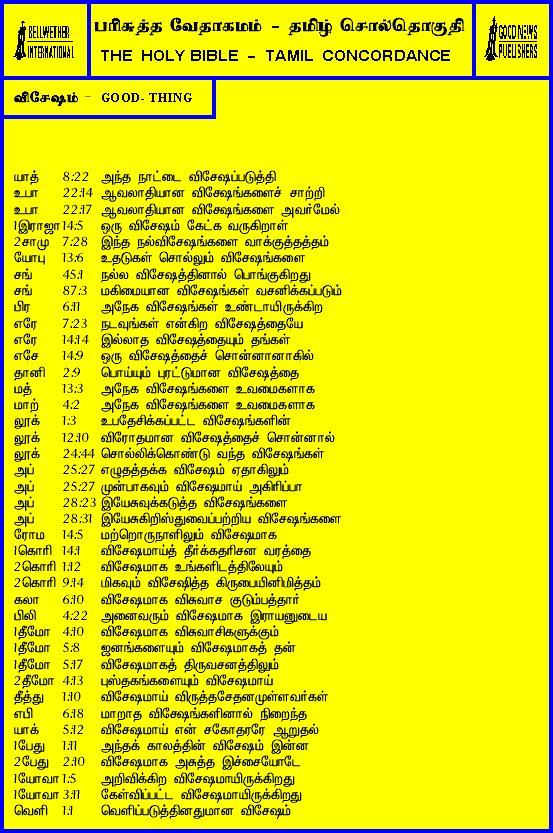 BELLWETHER
INTERNATIONAL
பரிசுத்த வேதாகமம் - தமிழ் சொல்தொகுதி
THE HOLY BIBLE - TAMIL CONCORDANCE
GOOD NEWS
PUBLISHERS
விசேஷம் - GOOD- THING
யாத் 8:22 அந்த நாட்டை விசேஷப்படுத்தி
உபா 22:14 ஆவலாதியான விசேஷங்களைச் சாற்றி
உபா 22:17 ஆவலாதியான விசேஷங்களை அவர்மேல்
1இராஜா 14:5 ஒரு விசேஷம் கேட்க வருகிறாள்
2சாமு 7:28 இந்த நல்விசேஷங்களை வாக்குத்தத்தம்
யோபு 13:6 உதடுகள் சொல்லும் விசேஷங்களை
சங் 45:1 நல்ல விசேஷத்தினால் பொங்குகிறது
சங் 87:3 மகிமையான விசேஷங்கள் வசனிக்கப்படும்
பிர 6:11 அநேக விசேஷங்கள் உண்டாயிருக்கிற
எரே 7:23 நடவுங்கள் என்கிற விசேஷத்தையே
எரே 14:14 இல்லாத விசேஷத்தையும் தங்கள்
எசே 14:9 ஒரு விசேஷத்தைச் சொன்னானாகில்
தானி 2:9 பொய்யும் புரட்டுமான விசேஷத்தை
மத் 13:3 அநேக விசேஷங்களை உவமைகளாக
மாற் 4:2 அநேக விசேஷங்களை உவமைகளாக
லூக் 1:3 உபதேசிக்கப்பட்ட விசேஷங்களின்
லூக் 12:10 விரோதமான விசேஷத்தைச் சொன்னால்
லூக் 24:44 சொல்லிக்கொண்டு வந்த விசேஷங்கள்
அப் 25:27 எழுதத்தக்க விசேஷம் ஏதாகிலும்
அப் 25:27 முன்பாகவும் விசேஷமாய் அகிரிப்பா
அப் 28:23 இயேசுவுக்கடுத்த விசேஷங்களை
அப் 28:31 இயேசுகிறிஸ்துவைப்பற்றிய விசேஷங்களை
ரோம 14:5 மற்றொருநாளிலும் விசேஷமாக
1கொரி 14:1 விசேஷமாய்த் தீர்க்கதரிசன வரத்தை
2கொரி 1:12 விசேஷமாக உங்களிடத்திலேயும்
2கொரி 9:14 மிகவும் விசேஷித்த கிருபையினிமித்தம்
கலா 6:10 விசேஷமாக விசுவாச குடும்பத்தார்
பிலி 4:22 அனைவரும் விசேஷமாக இராயனுடைய
1தீமோ 4:10 விசேஷமாக விசுவாசிகளுக்கும்
1தீமோ 5:8 ஜனங்களையும் விசேஷமாகத் தன்
1தீமோ 5:17 விசேஷமாகத் திருவசனத்திலும்
2தீமோ 4:13 புஸ்தகங்களையும் விசேஷமாய்
தீத்து 1:10 விசேஷமாய் விருத்தசேதனமுள்ளவர்கள்
எபி 6:18 மாறாத விசேஷங்களினால் நிறைந்த
யாக் 5:12 விசேஷமாய் என் சகோதரரே ஆறுதல்
1பேது 1:11 அந்தக் காலத்தின் விசேஷம் இன்ன
2பேது 2:10 விசேஷமாக அசுத்த இச்சையோடே
1யோவா 1:5 அறிவிக்கிற விசேஷமாயிருக்கிறது
1யோவா 3:11 கேள்விப்பட்ட விசேஷமாயிருக்கிறது
வெளி 1:1 வெளிப்படுத்தினதுமான விசேஷம்